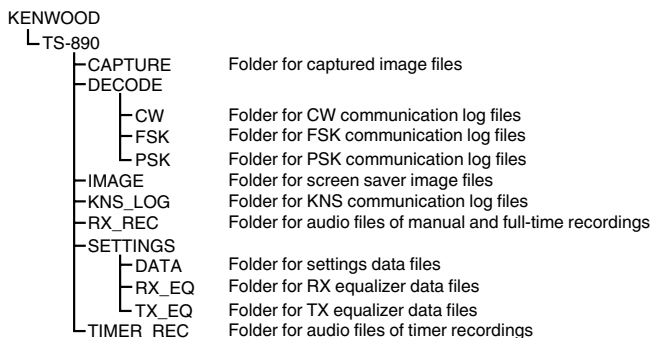 KENWOOD
TS-890
CAPTURE Folder for captured image files
DECODE
CW Folder for CW communication log files
FSK Folder for FSK communication log files
PSK Folder for PSK communication log files
IMAGE Folder for screen saver image files
KNS_LOG Folder for KNS communication log files
RX_REC Folder for audio files of manual and full-time recordings
SETTINGS
DATA Folder for settings data files
RX_EQ Folder for RX equalizer data files
TX_EQ Folder for TX equalizer data files
TIMER_REC Folder for audio files of timer recordings